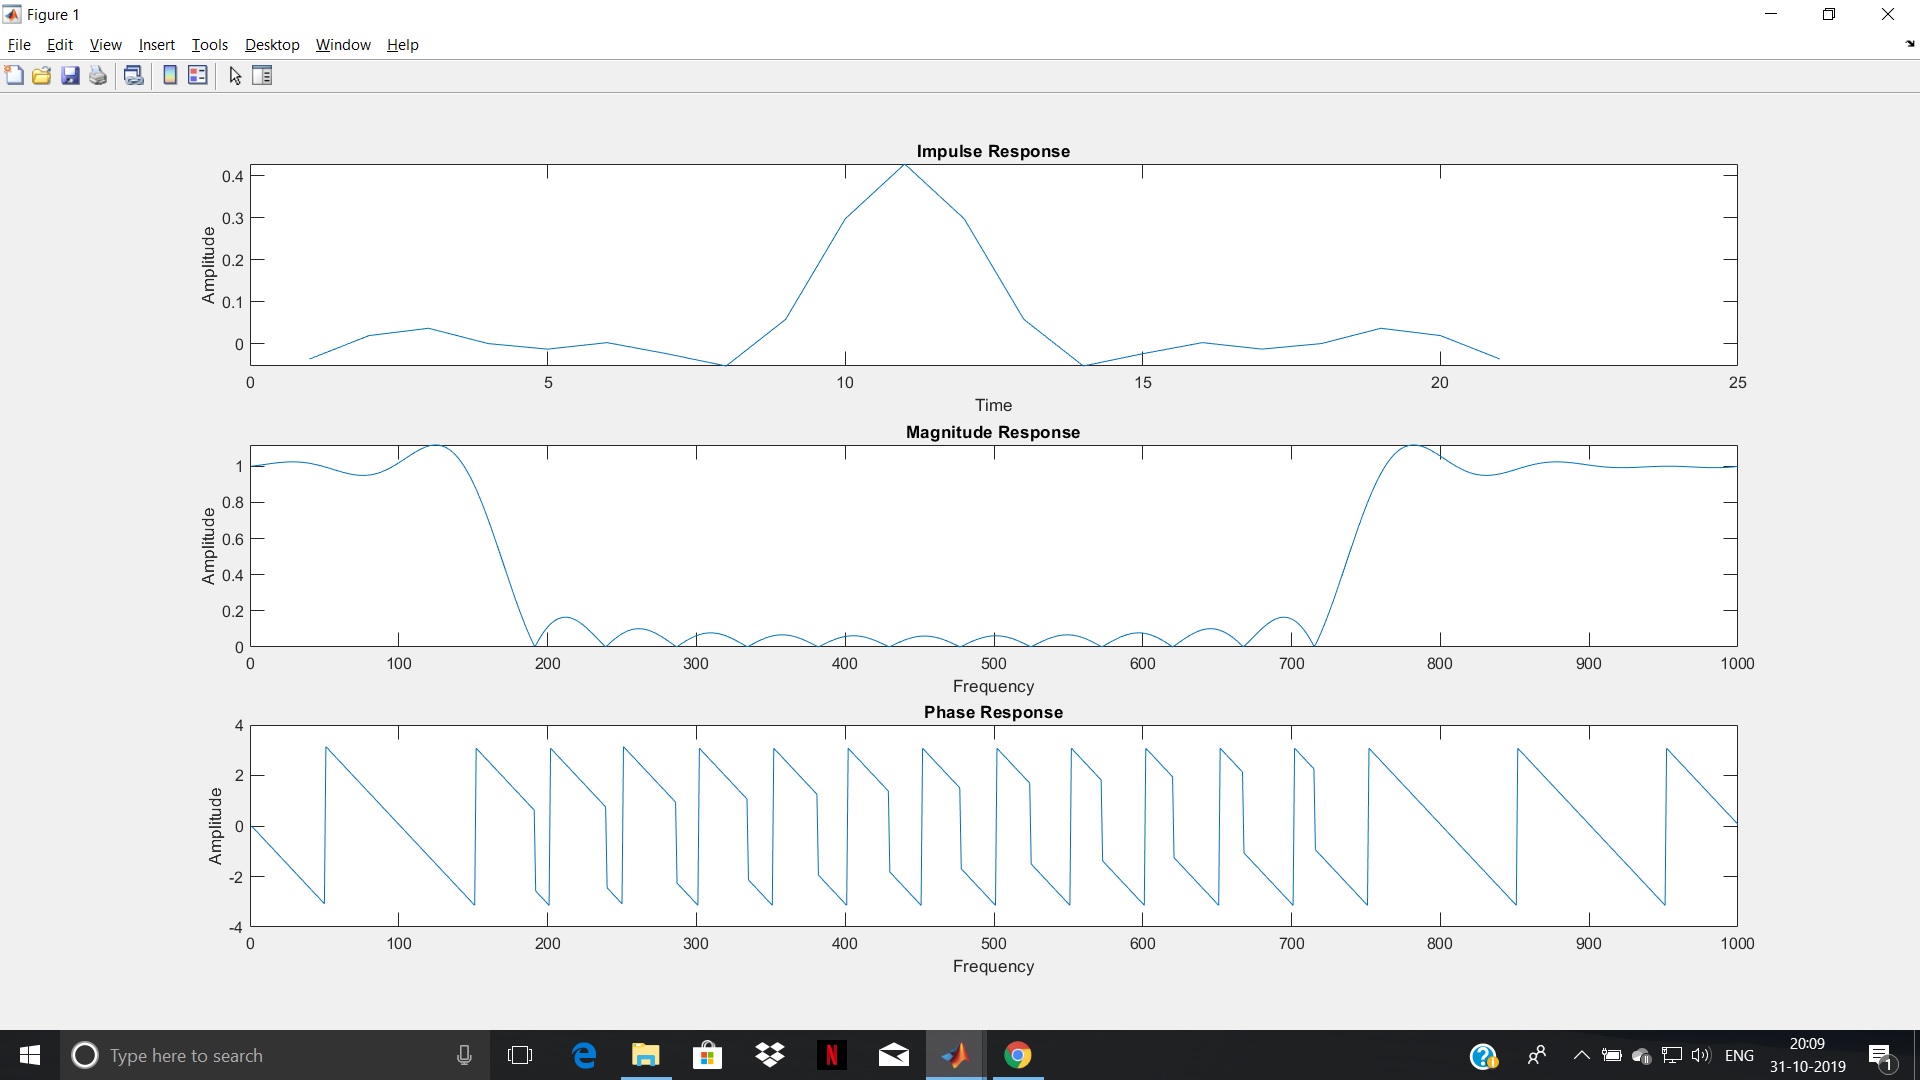 Figure 1
File Edit View Insert Tools Desktop Window Help
Impulse Response
Amplitude
0.4
0.3
0.2
0.1
0
0 5 10 15 20 25
Time
Magnitude Response
Amplitude
1
0.8
0.6
0.4
0.2
0
0 100 200 300 400 500 600 700 800 900 1000
Frequency
Phase Response
Amplitude
4
2
0
-2
-4
0 100 200 300 400 500 600 700 800 900 1000
Frequency
Type here to search
N
ENG
20:09
31-10-2019
1